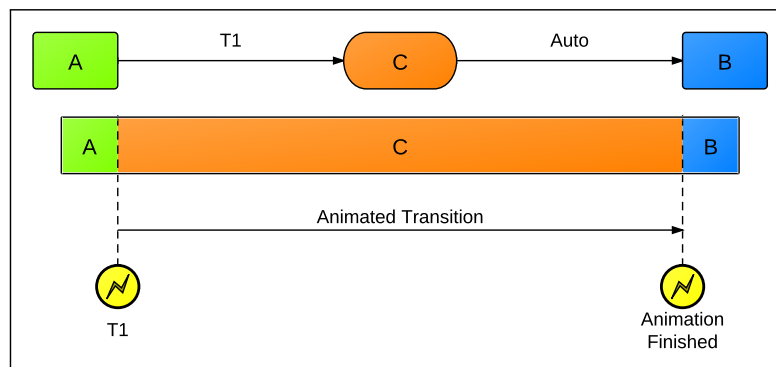 T1
Auto
A
C
B
A
C
B
Animated Transition
T1
Animation
Finished